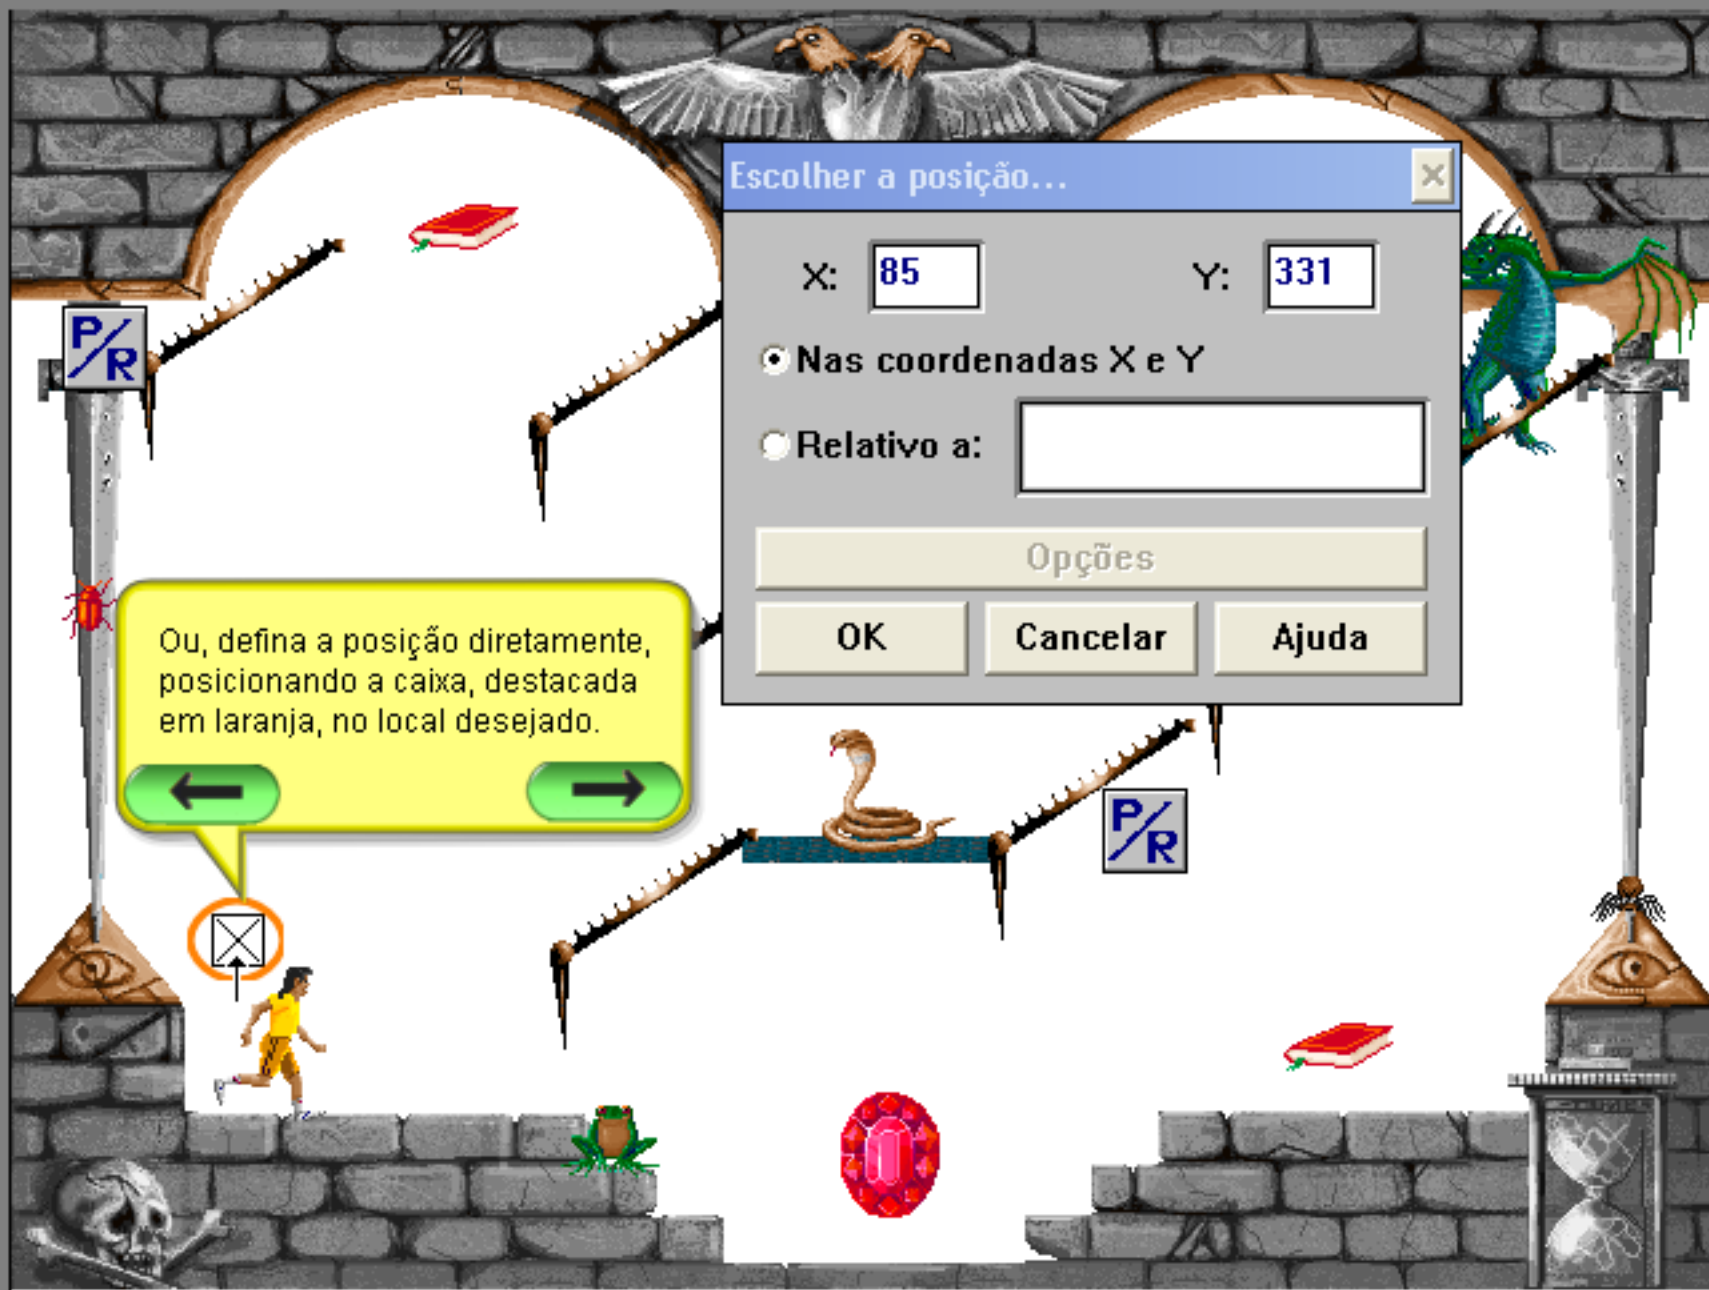 Escolher a posição...
X: 85 Y: 331
Nas coordenadas X e Y
Relativo a:
P/R
Opções
OK Cancelar Ajuda
Ou, defina a posição diretamente,
posicionando a caixa, destacada
em laranja, no local desejado.
P/R